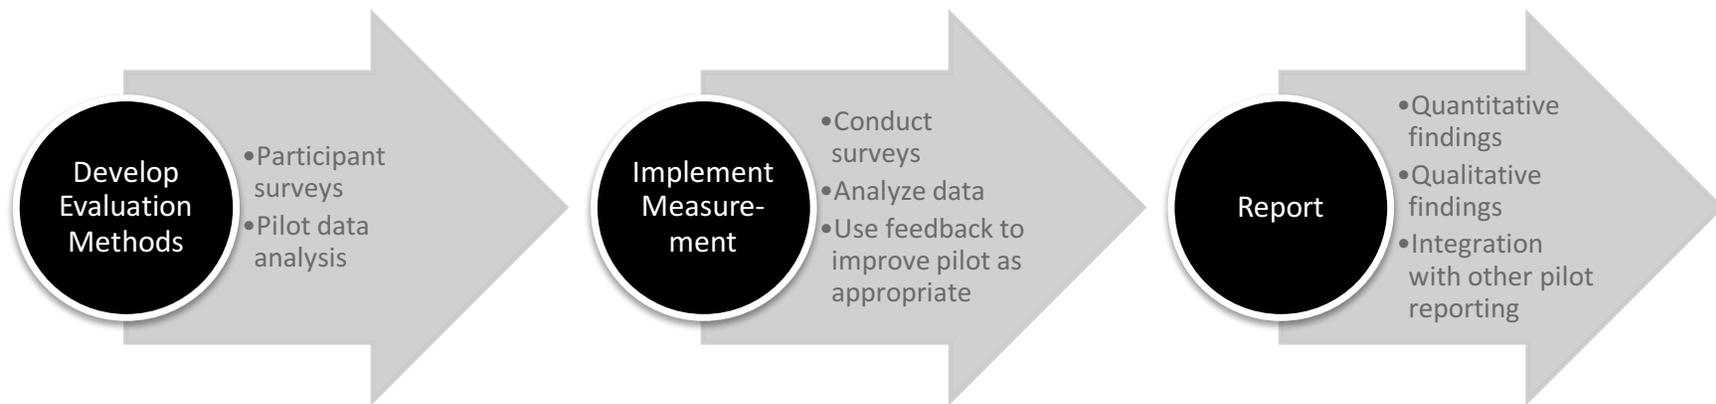 Develop
Evaluation
Methods
•Participant
surveys
•Pilot data
analysis
Implement
Measure-
ment
•Conduct
surveys
•Analyze data
•Use feedback to
improve pilot as
appropriate
Report
•Quantitative
findings
•Qualitative
findings
•Integration
with other pilot
reporting